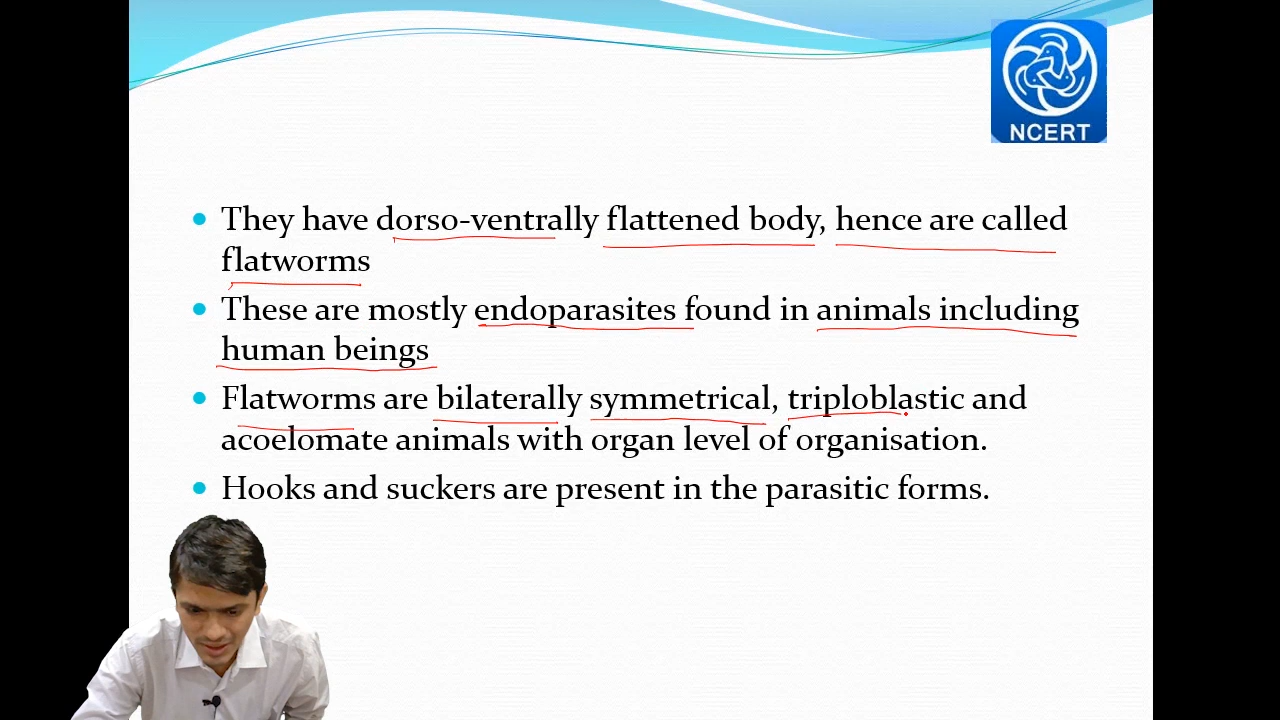 NCERT
They have dorso-ventrally flattened body, hence are called
flatworms
These are mostly endoparasites found in animals including
human beings
Flatworms are bilaterally symmetrical, triploblastic and
acoelomate animals with organ level of organisation.
Hooks and suckers are present in the parasitic forms.